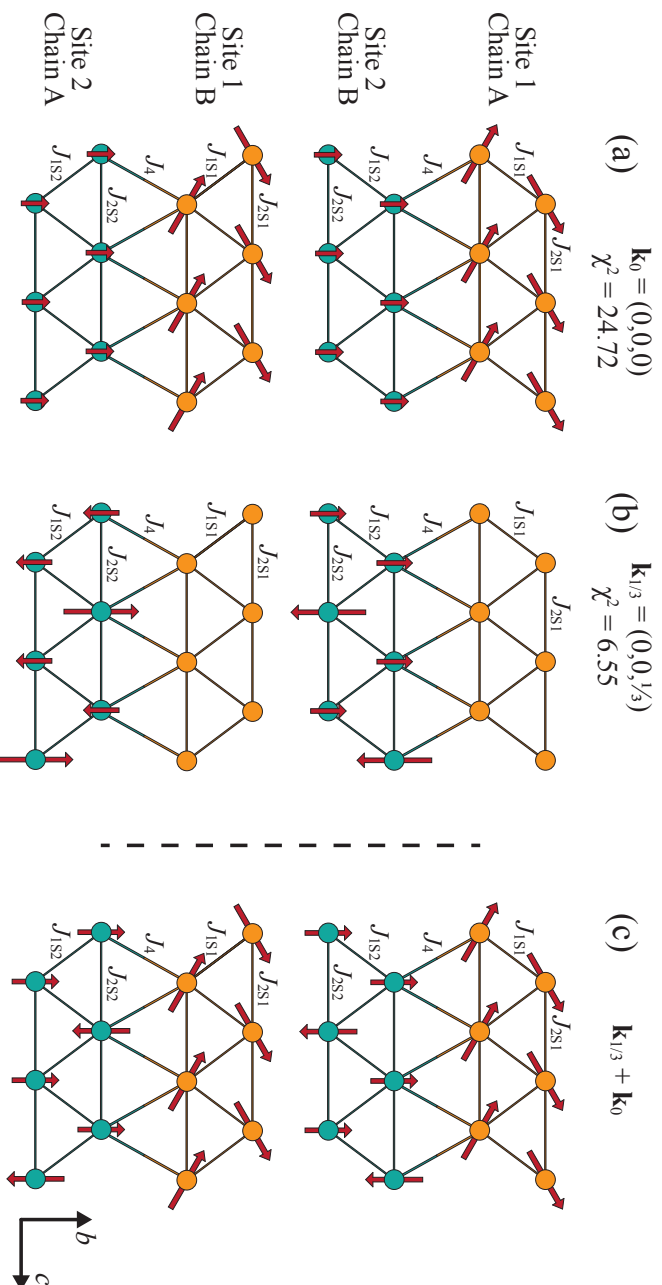 (a) k₀ = (0,0,0)
χ² = 24.72
Site 1
Chain A
Site 2
Chain B
Site 1
Chain B
Site 2
Chain A
J₁S1
J₂S1
J₄
J₁S2
J₂S2
J₁S1
J₂S1
J₄
J₁S2
J₂S2
(b) k₁/₃ = (0,0,⅓)
χ² = 6.55
J₁S1
J₂S1
J₄
J₁S2
J₂S2
J₁S1
J₂S1
J₄
J₁S2
J₂S2
(c) k₁/₃ + k₀
J₁S1
J₂S1
J₄
J₁S2
J₂S2
J₁S1
J₂S1
J₄
J₁S2
J₂S2
b
c